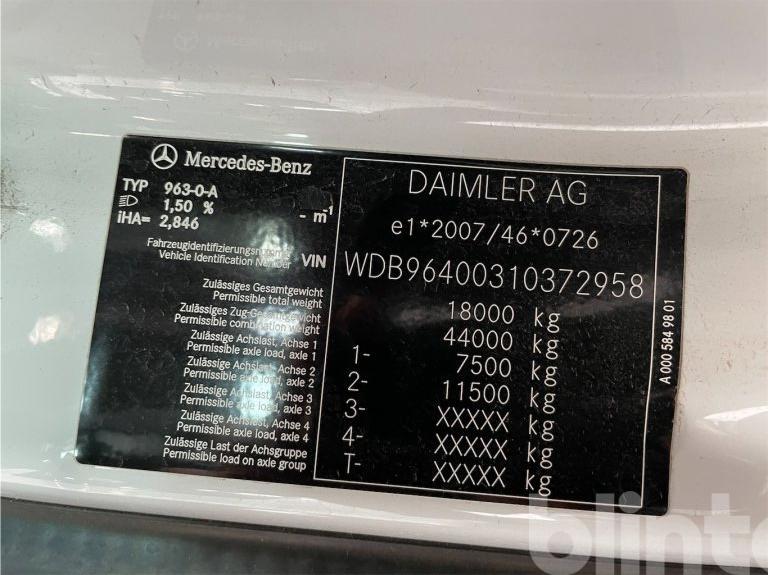 Mercedes-Benz
TYP 963-0-A
1,50 % - m-1
iHA= 2,846
Fahrzeugidentifizierungsnummer
Vehicle Identification Number VIN
Zulässiges Gesamtgewicht
Permissible total weight
Zulässiges Zug-Gesamtgewicht
Permissible combination weight
Zulässige Achslast, Achse 1
Permissible axle load, axle 1
Zulässige Achslast, Achse 2
Permissible axle load, axle 2
Zulässige Achslast, Achse 3
Permissible axle load, axle 3
Zulässige Achslast, Achse 4
Permissible axle load, axle 4
Zulässige Last der Achsgruppe
Permissible load on axle group
DAIMLER AG
e1*2007/46*0726
WDB96400310372958
18000 kg
44000 kg
1- 7500 kg
2- 11500 kg
3- XXXXX kg
4- XXXXX kg
T- XXXXX kg
A 000 584 98 01